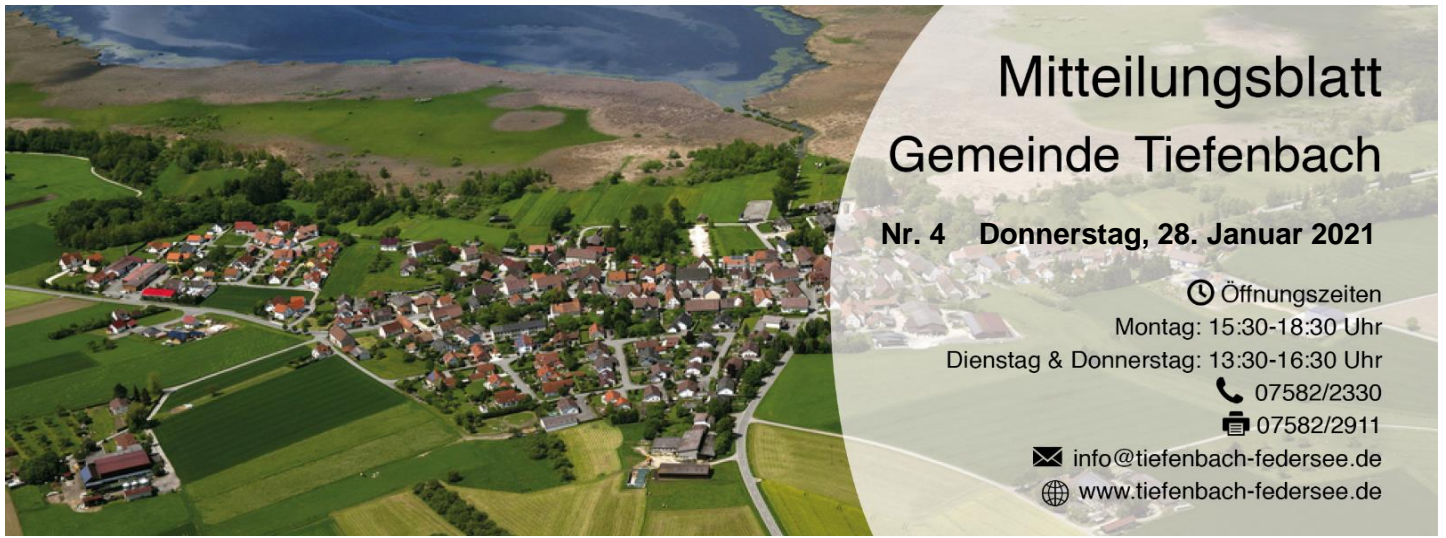 Mitteilungsblatt
Gemeinde Tiefenbach
Nr. 4 Donnerstag, 28. Januar 2021
Öffnungszeiten
Montag: 15:30-18:30 Uhr
Dienstag & Donnerstag: 13:30-16:30 Uhr
07582/2330
07582/2911
info@tiefenbach-federsee.de
www.tiefenbach-federsee.de